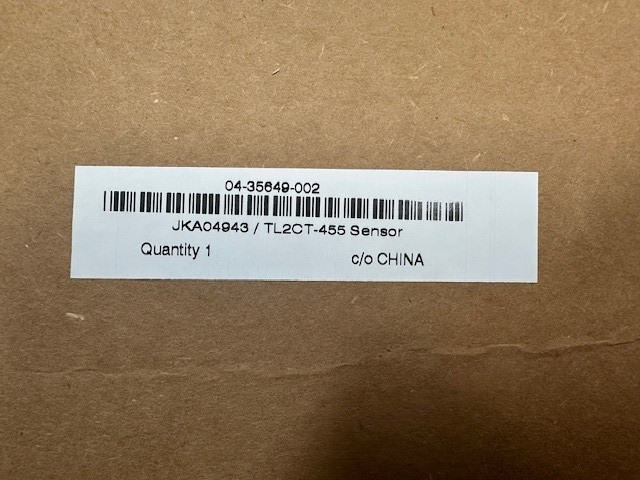 04-35649-002
JKA04943 / TL2CT-455 Sensor
Quantity 1
c/o CHINA